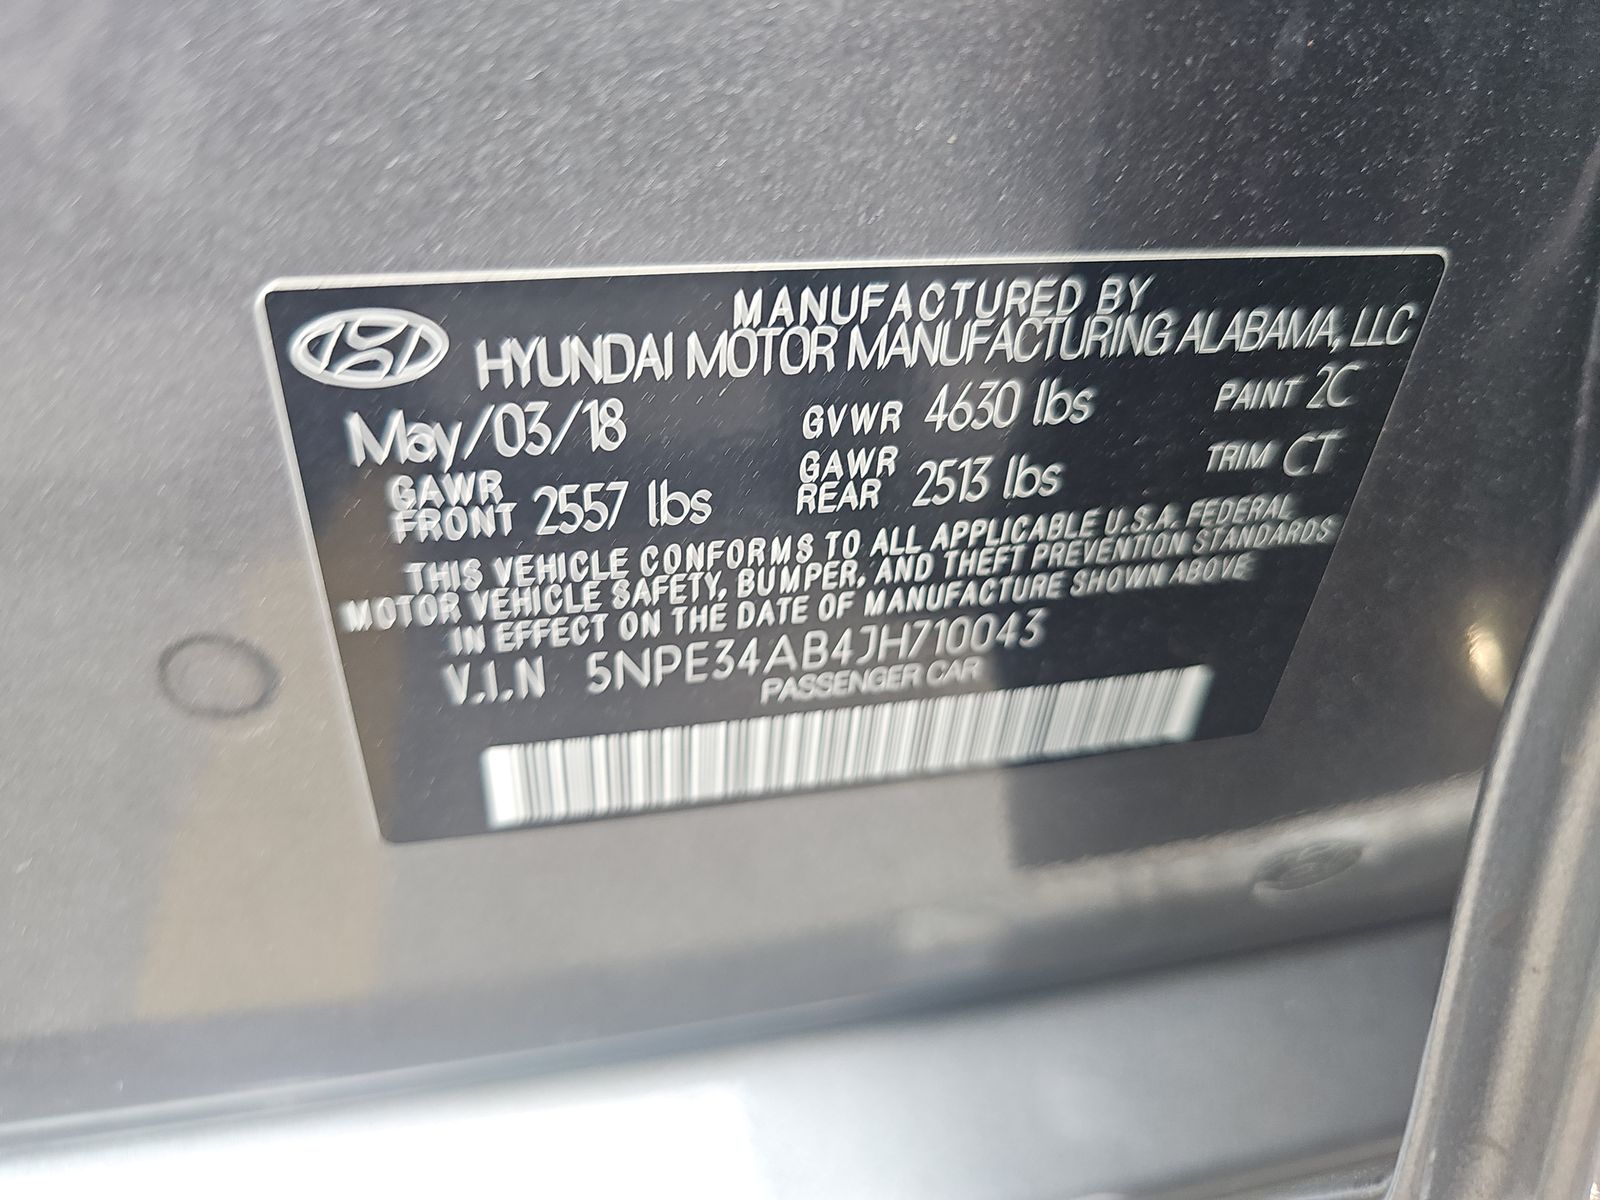 MANUFACTURED BY
HYUNDAI MOTOR MANUFACTURING ALABAMA, LLC
May/03/18 GVWR 4630 lbs PAINT 2C
GAWR FRONT 2557 lbs GAWR REAR 2513 lbs TRIM CT
THIS VEHICLE CONFORMS TO ALL APPLICABLE U.S.A. FEDERAL
MOTOR VEHICLE SAFETY, BUMPER, AND THEFT PREVENTION STANDARDS
IN EFFECT ON THE DATE OF MANUFACTURE SHOWN ABOVE
V.I.N 5NPE34AB4JH710043
PASSENGER CAR